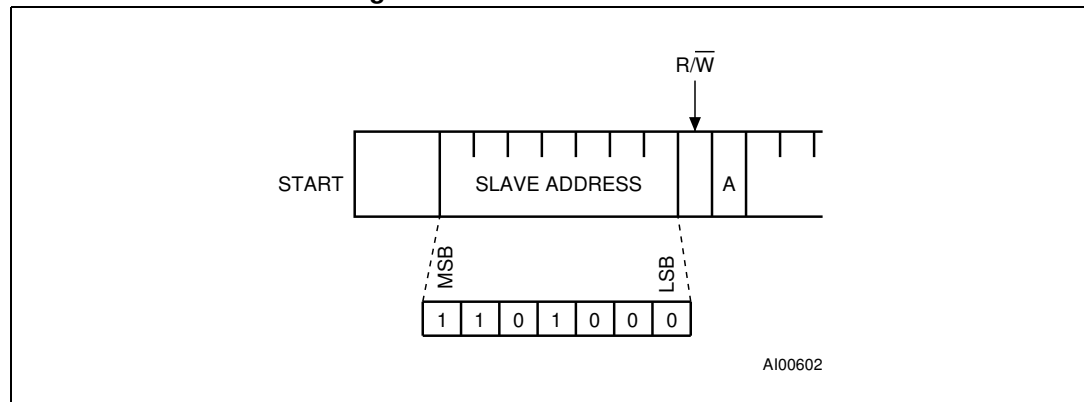 R/W
START
SLAVE ADDRESS
A
MSB
LSB
1 1 0 1 0 0 0
AI00602